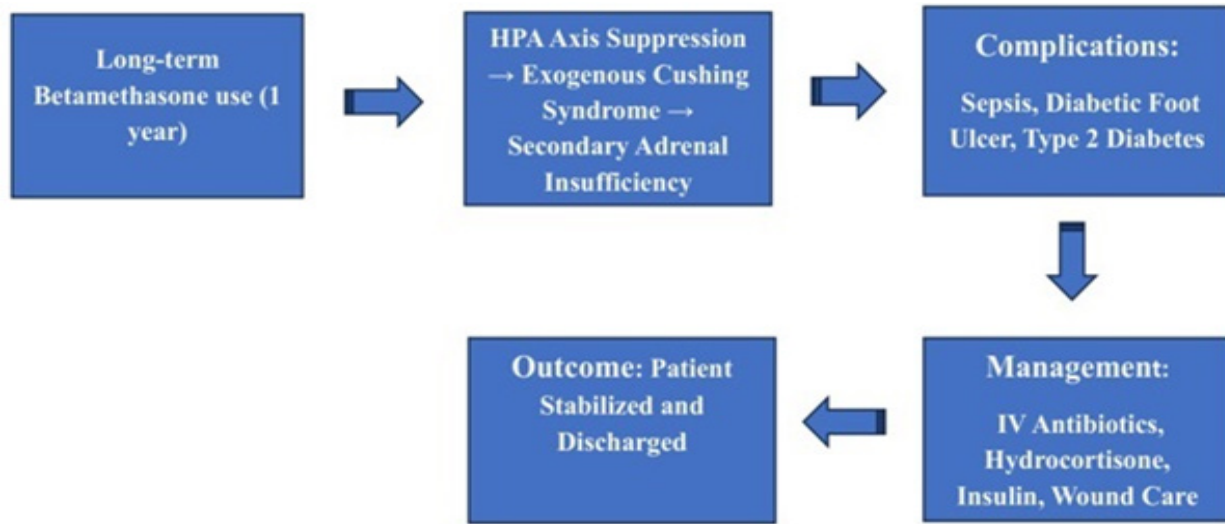 Long-term
Betamethasone use (1
year)
HPA Axis Suppression
→ Exogenous Cushing
Syndrome →
Secondary Adrenal
Insufficiency
Complications:
Sepsis, Diabetic Foot
Ulcer, Type 2 Diabetes
Management:
IV Antibiotics,
Hydrocortisone,
Insulin, Wound Care
Outcome: Patient
Stabilized and
Discharged